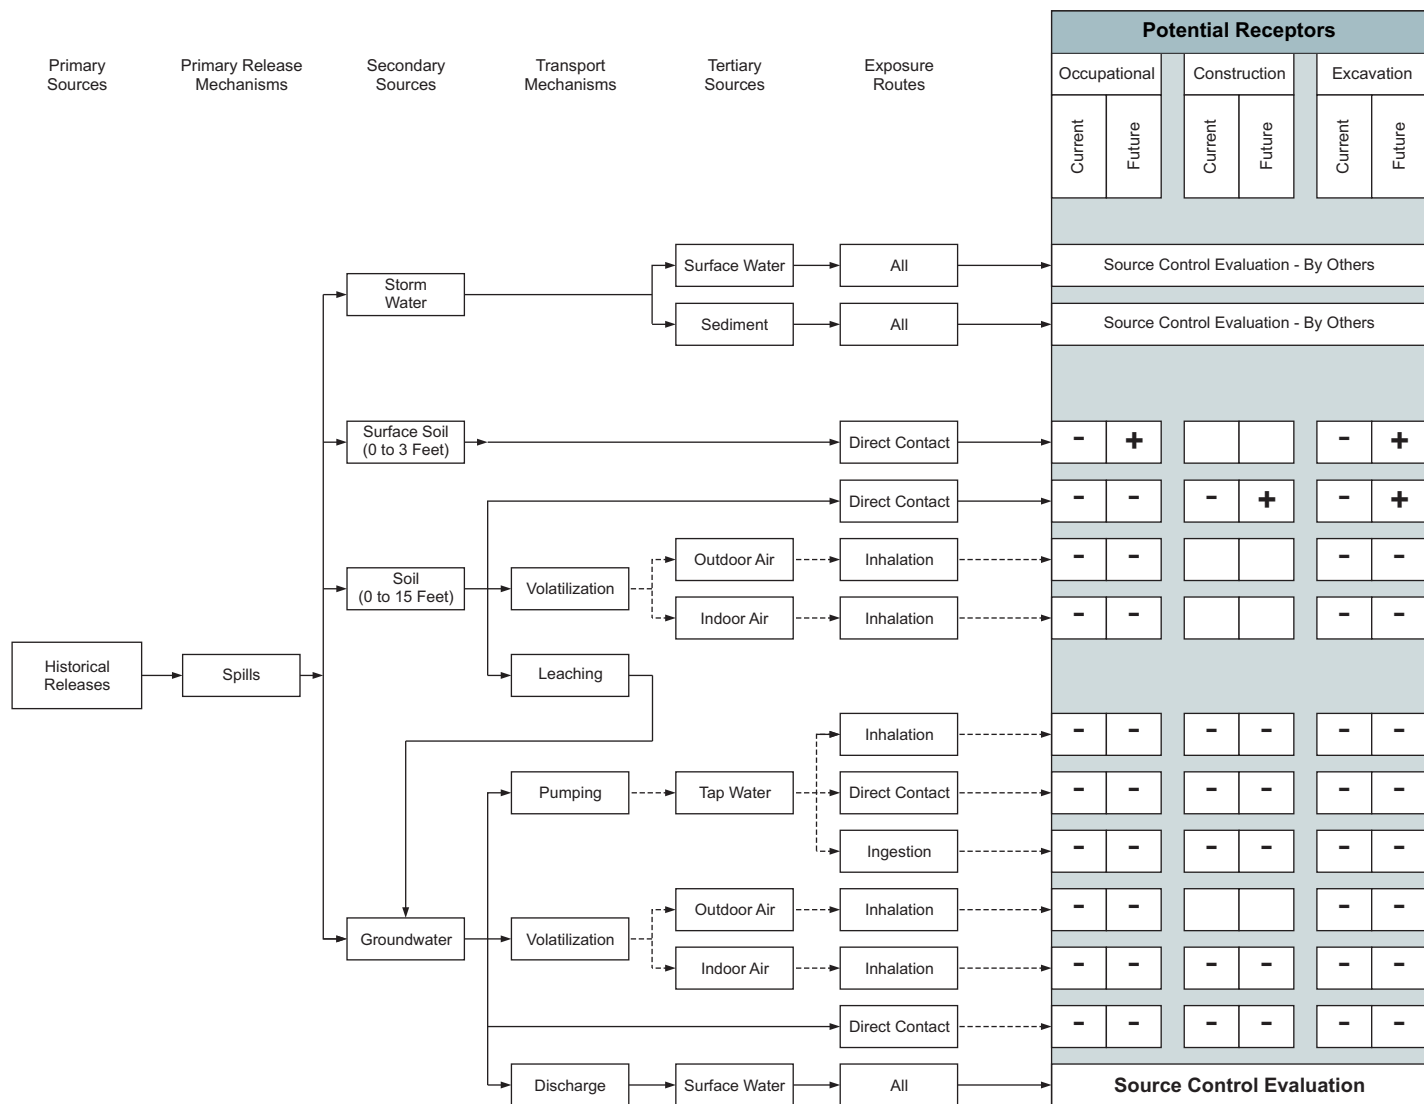 Potential Receptors
Primary
Sources
Primary Release
Mechanisms
Secondary
Sources
Transport
Mechanisms
Tertiary
Sources
Exposure
Routes
Occupational
Construction
Excavation
Current
Future
Current
Future
Current
Future
Storm
Water
Surface Water
All
Source Control Evaluation - By Others
Sediment
All
Source Control Evaluation - By Others
Surface Soil
(0 to 3 Feet)
Direct Contact
- + - +
Direct Contact
- - - + - +
Soil
(0 to 15 Feet)
Volatilization
Outdoor Air
Inhalation
- - - -
Indoor Air
Inhalation
- - - -
Historical
Releases
Spills
Leaching
Inhalation
- - - - - -
Pumping
Tap Water
Direct Contact
- - - - - -
Ingestion
- - - - - -
Groundwater
Volatilization
Outdoor Air
Inhalation
- - - -
Indoor Air
Inhalation
- - - - - -
Direct Contact
- - - - - -
Discharge
Surface Water
All
Source Control Evaluation